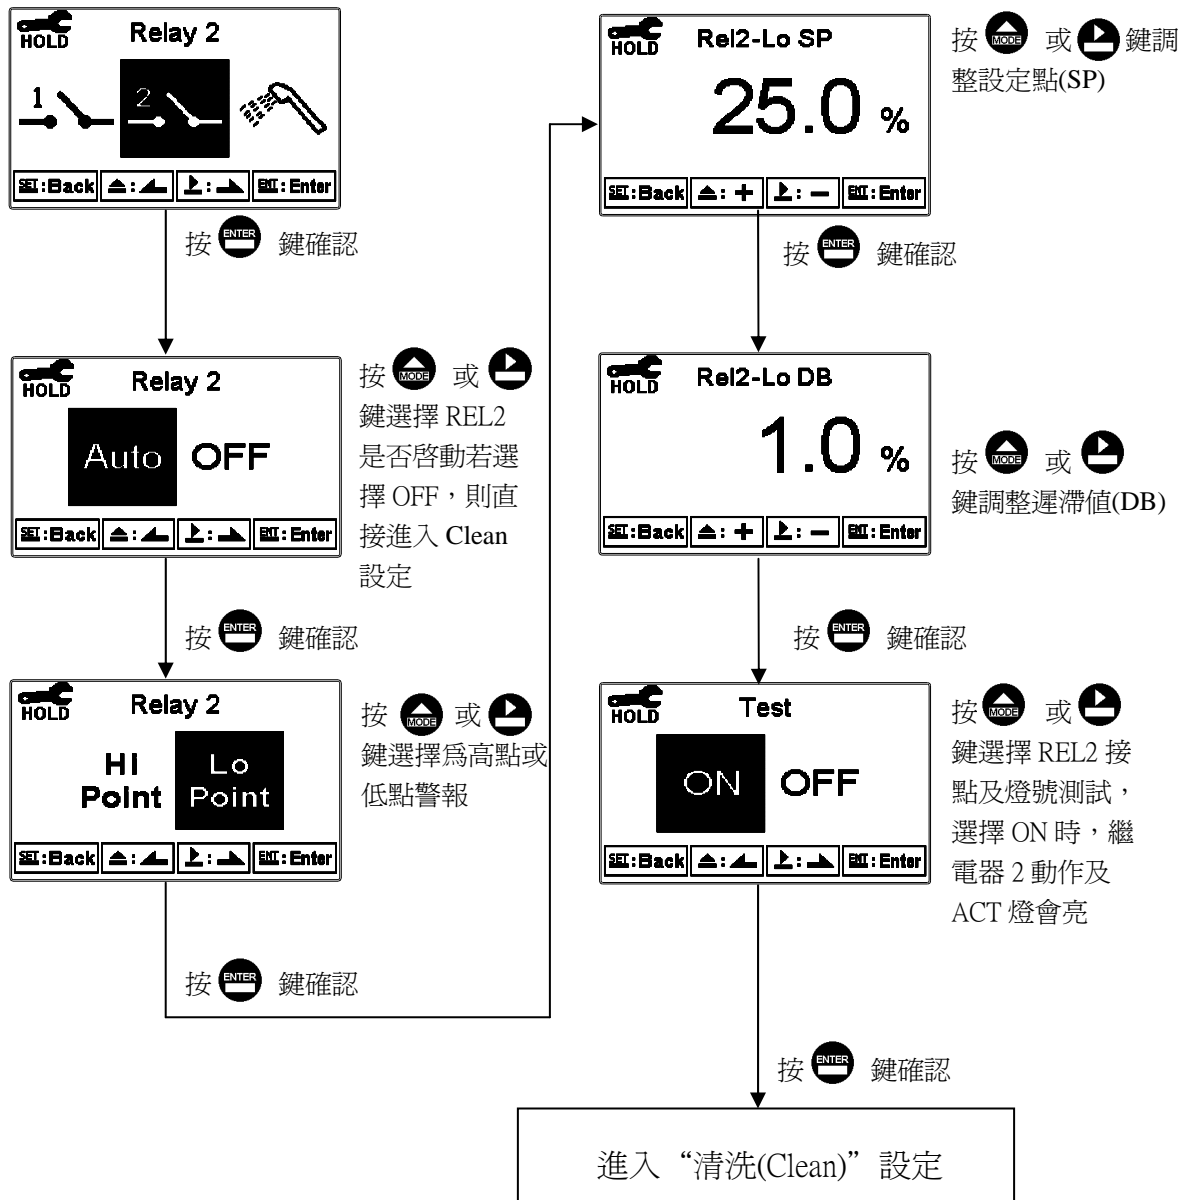 HOLD
Relay 2
1
2
SET:Back
:
:
ENT:Enter
按 ENTER 鍵確認
HOLD
Relay 2
Auto OFF
SET:Back
:
:
ENT:Enter
按 MODE 或
鍵選擇 REL2
是否啓動若選
擇 OFF，則直
接進入 Clean
設定
按 ENTER 鍵確認
HOLD
Relay 2
Hi
Point
Lo
Point
SET:Back
:
:
ENT:Enter
按 MODE 或
鍵選擇爲高點或
低點警報
按 ENTER 鍵確認
HOLD
Rel2-Lo SP
25.0 %
SET:Back
: +
: −
ENT:Enter
按 MODE 或 鍵調
整設定點(SP)
按 ENTER 鍵確認
HOLD
Rel2-Lo DB
1.0 %
SET:Back
: +
: −
ENT:Enter
按 MODE 或
鍵調整遲滯值(DB)
按 ENTER 鍵確認
HOLD
Test
ON OFF
SET:Back
:
:
ENT:Enter
按 MODE 或
鍵選擇 REL2 接
點及燈號測試，
選擇 ON 時，繼
電器 2 動作及
ACT 燈會亮
按 ENTER 鍵確認
進入“清洗(Clean)”設定